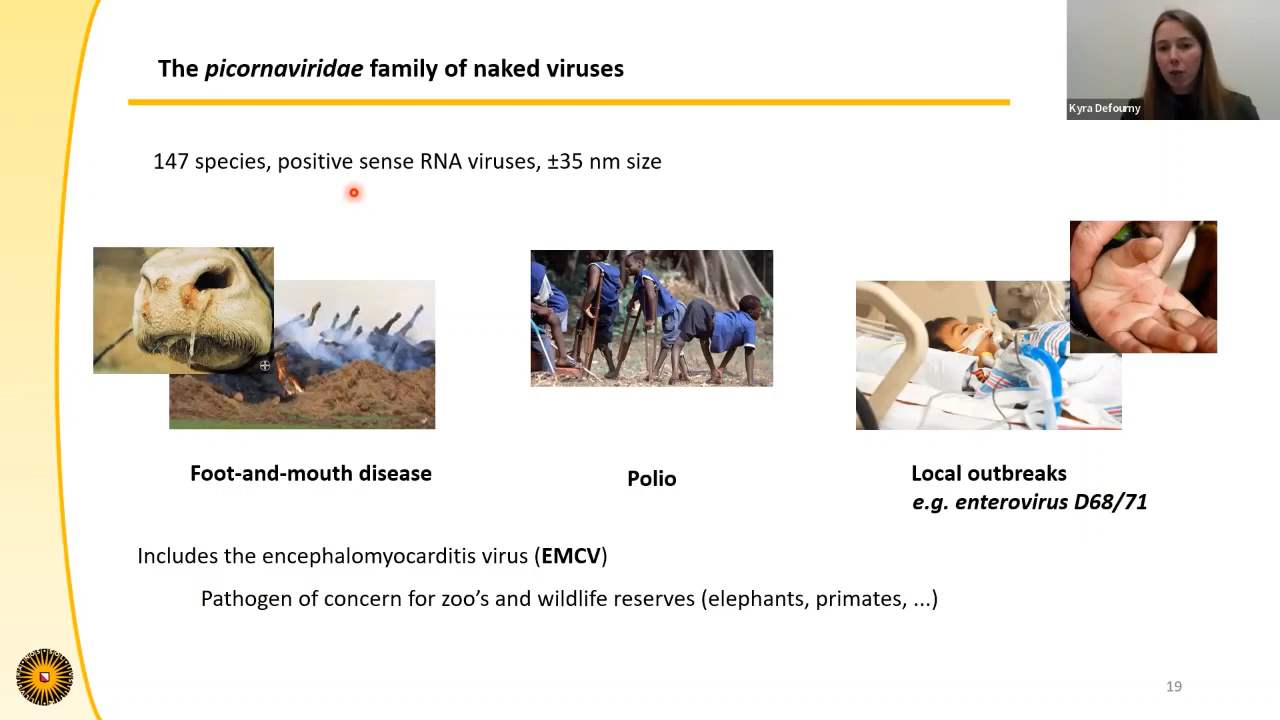 The picornaviridae family of naked viruses
Kyra Defourny
147 species, positive sense RNA viruses, ±35 nm size
Foot-and-mouth disease
Polio
Local outbreaks
e.g. enterovirus D68/71
Includes the encephalomyocarditis virus (EMCV)
Pathogen of concern for zoo's and wildlife reserves (elephants, primates, ...)
19